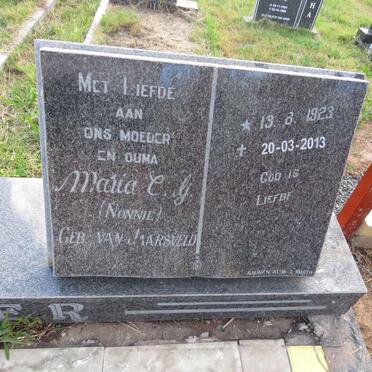 Met Liefde
aan
ons moeder
en ouma
Maria C. G
(Nonnie)
Geb. van Jaarsveld
* 13. 8. 1923
+ 20-03-2013
God is
Liefde